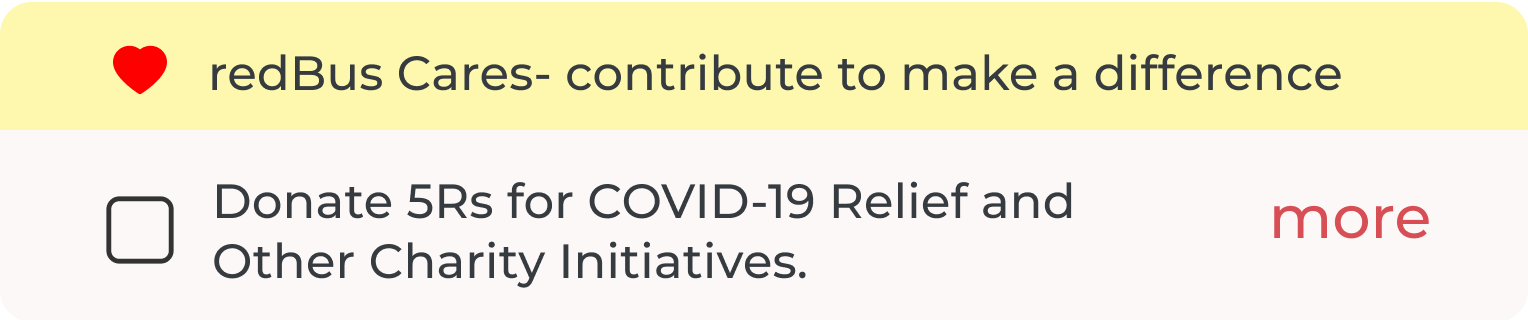 redBus Cares- contribute to make a difference
Donate 5Rs for COVID-19 Relief and
Other Charity Initiatives.
more